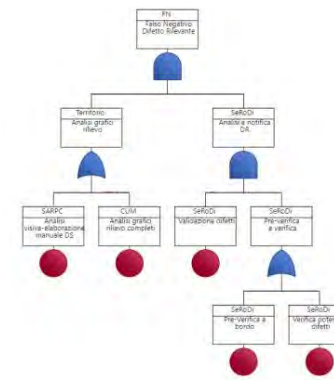 FN
Falso Negativo
Difetto Rilevante
Territorio
Analisi grafici
rilievo
SeRoDi
Analisi e notifica
DR
SARPC
Analisi
visiva-elaborazione
manuale DS
CLIM
Analisi grafici
rilievo completi
SeRoDi
Validazione difetti
SeRoDi
Pre-verifica
e verifica
SeRoDi
Pre-Verifica a
bordo
SeRoDi
Verifica poten
difetti